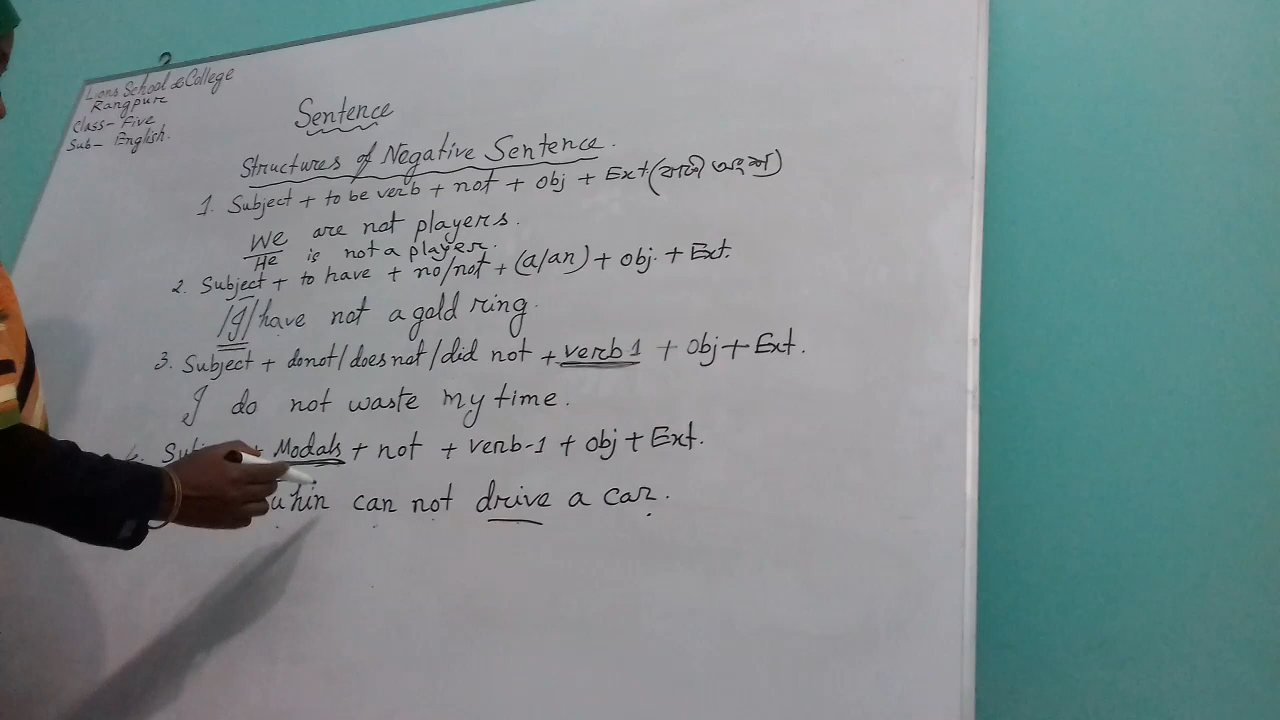 Lions School & College
Rangpur
Class- Five
Sub- English.
Sentence
Structures of Negative Sentence.
1. Subject + to be verb + not + obj + Ext (বাকী অংশ)
We are not players.
He is not a player.
2. Subject + to have + no/not + (a/an) + obj. + Ext.
I have not a gold ring.
3. Subject + donot/does not/did not + verb 1 + Obj + Ext.
I do not waste my time.
Modals + not + verb-1 + obj + Ext.
can not drive a car.